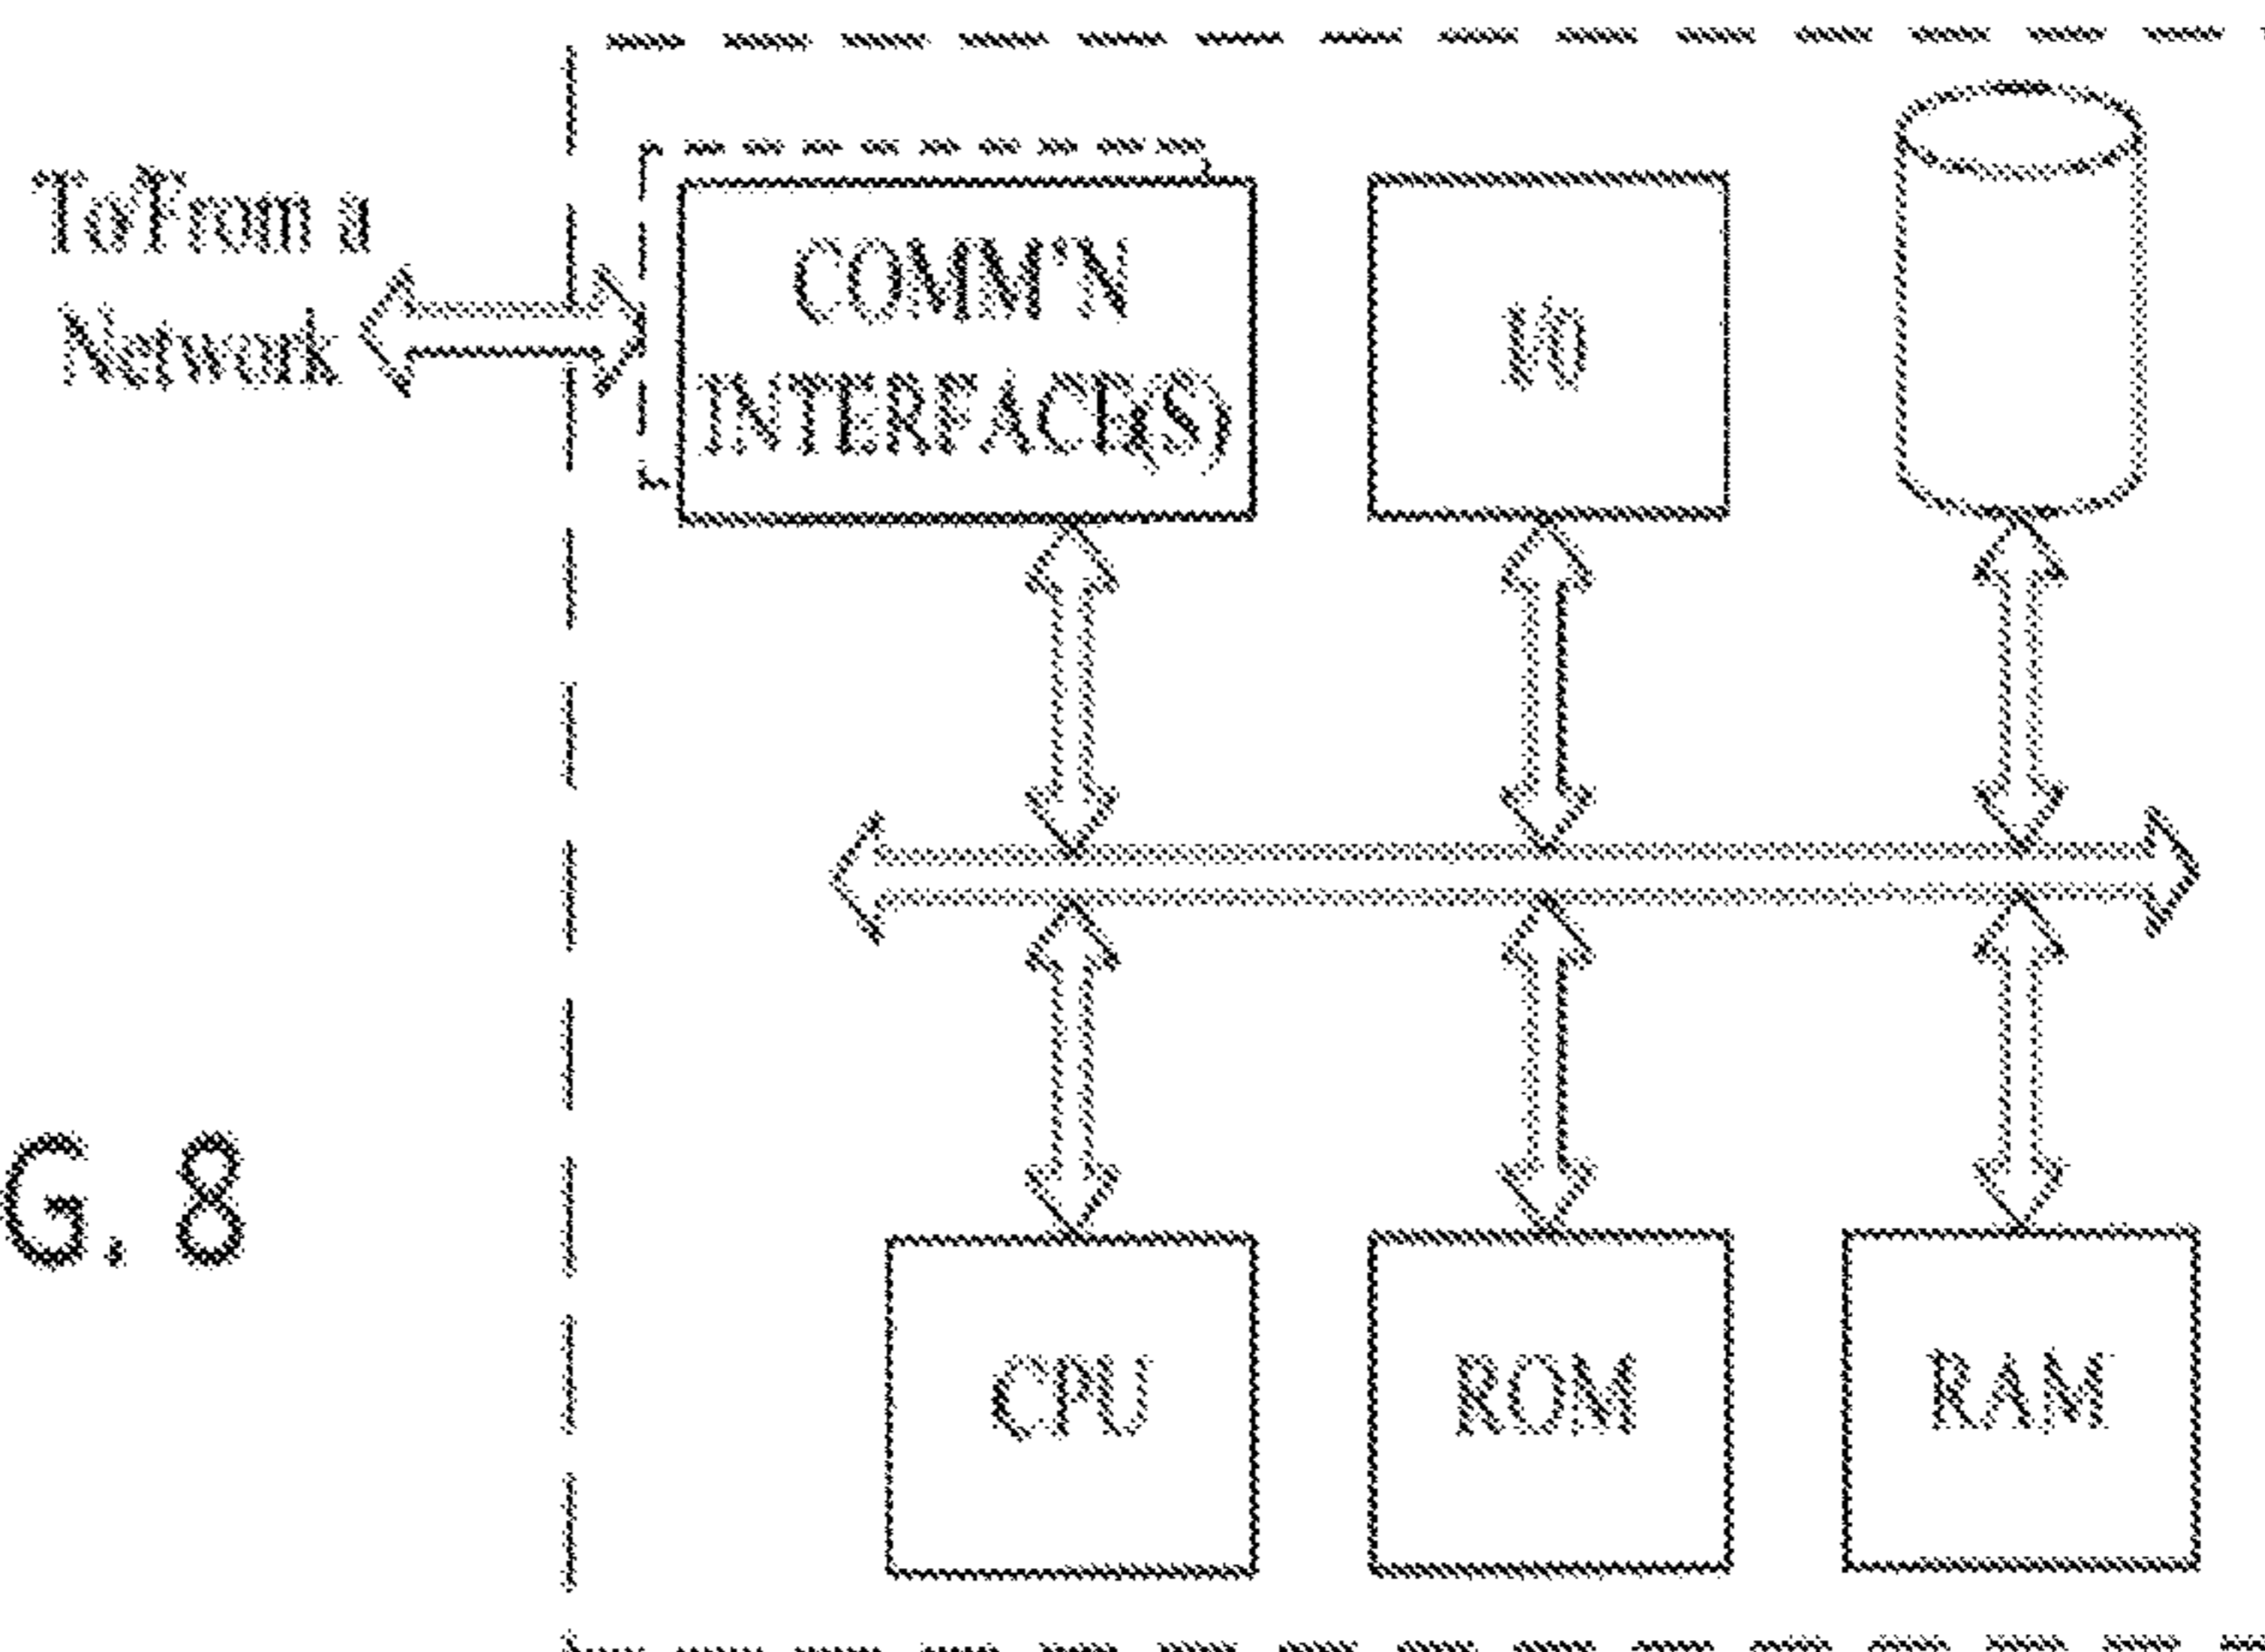 To/From a
Network
COMM'N
INTERFACE(S)
I/O
G. 8
CPU
ROM
RAM